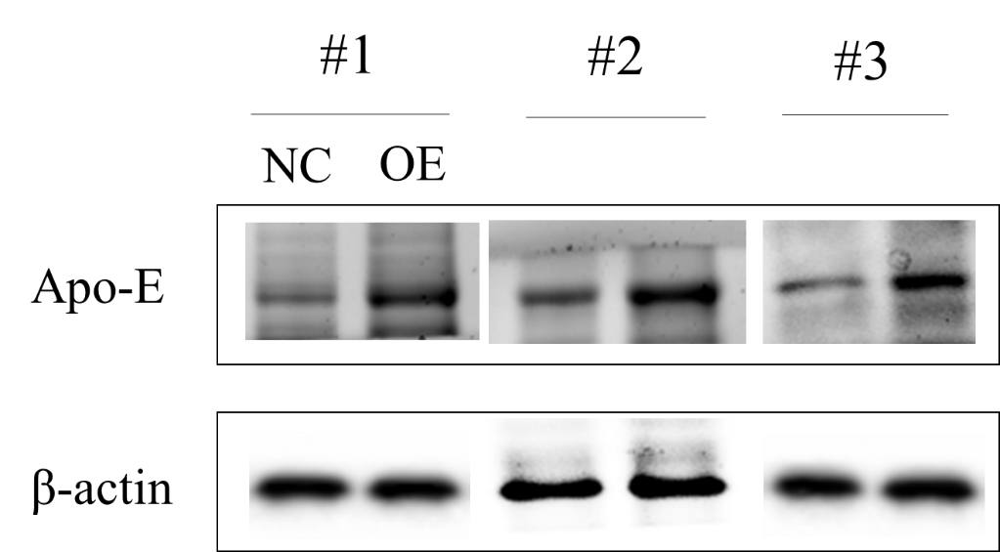 #1 #2 #3
NC OE
Apo-E
β-actin